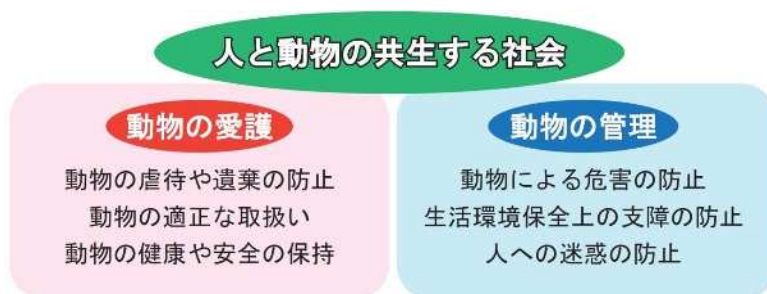 人と動物の共生する社会
動物の愛護
動物の虐待や遺棄の防止
動物の適正な取扱い
動物の健康や安全の保持
動物の管理
動物による危害の防止
生活環境保全上の支障の防止
人への迷惑の防止